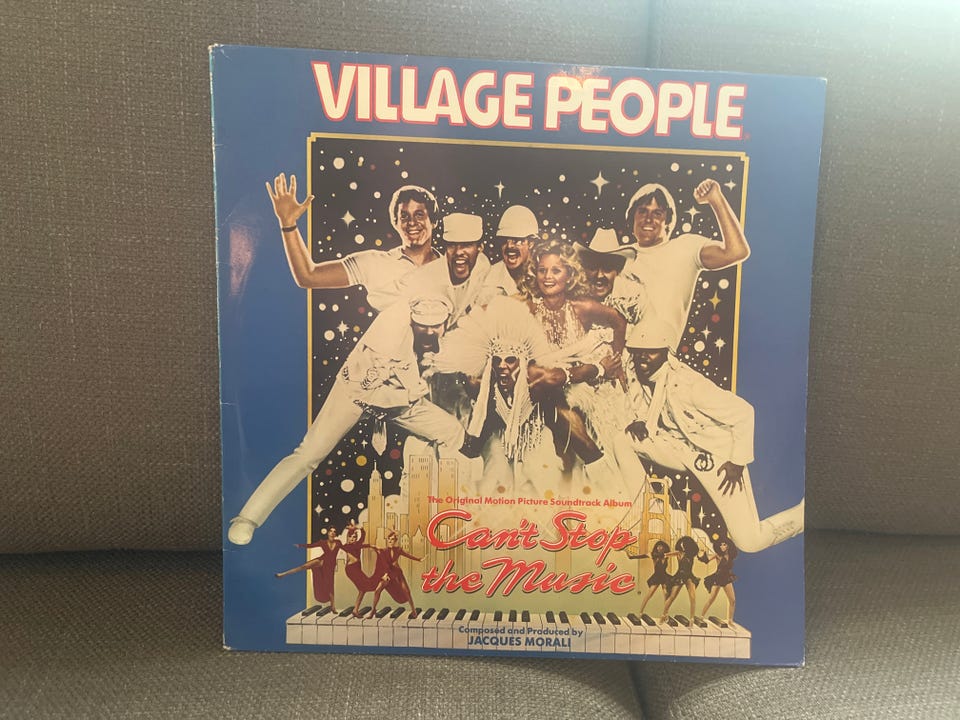 VILLAGE PEOPLE
The Original Motion Picture Soundtrack Album
Can't Stop
the Music
Composed and Produced by
JACQUES MORALI